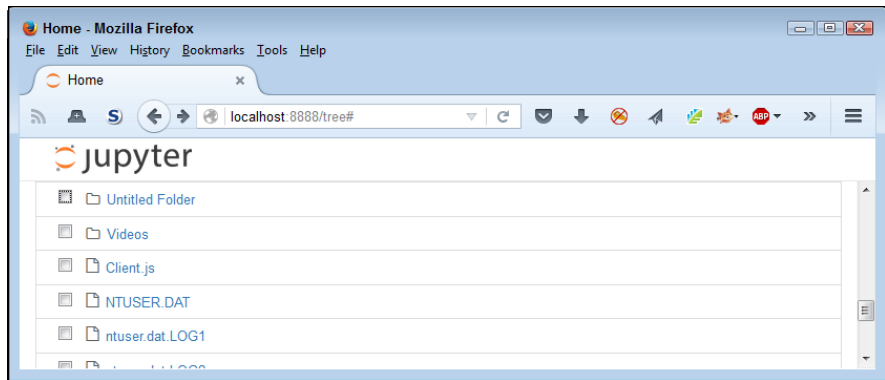 Home - Mozilla Firefox
File Edit View History Bookmarks Tools Help
Home
S) localhost:8888/tree# ABP
jupyter
Untitled Folder
Videos
Client.js
NTUSER.DAT
ntuser.dat.LOG1